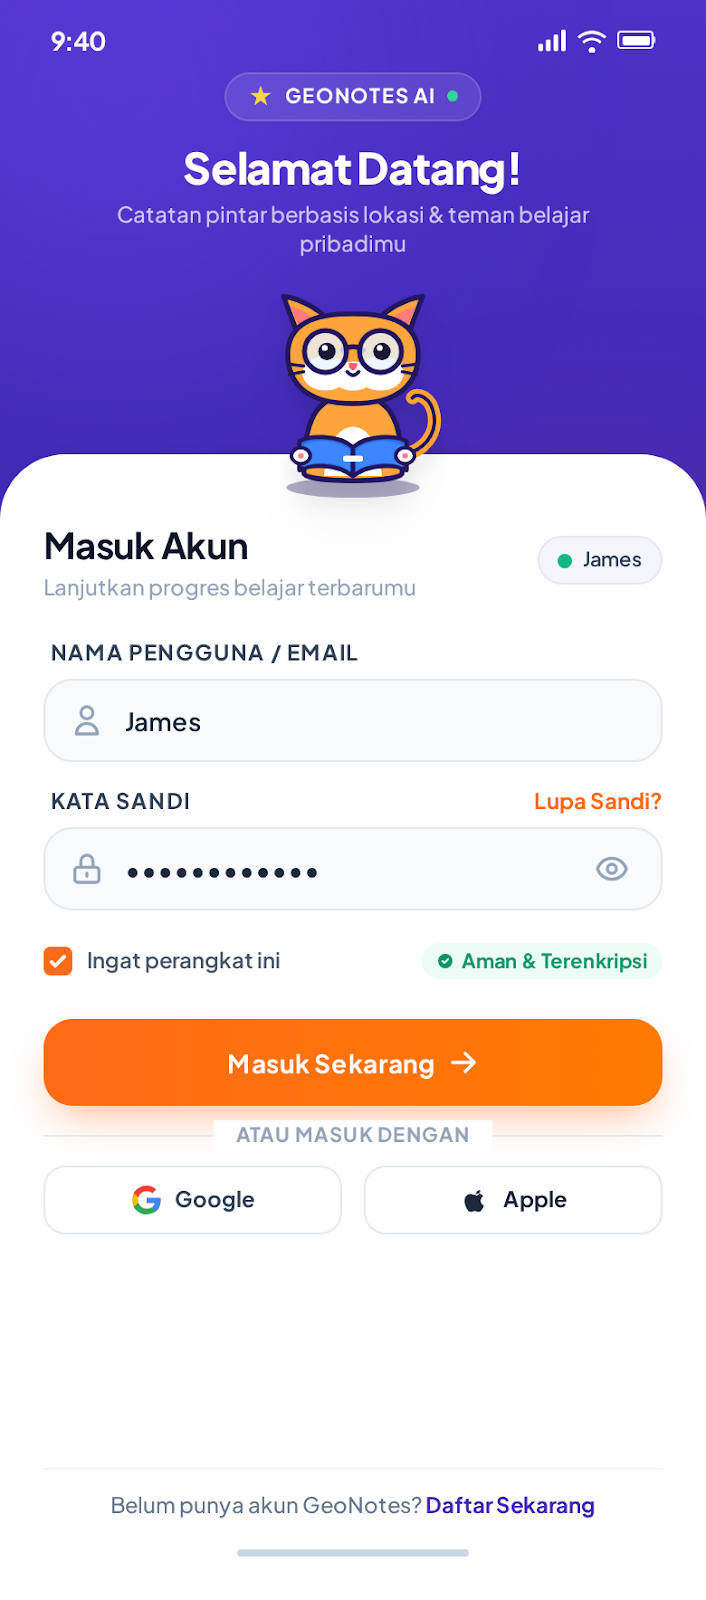 9:40
GEONOTES AI
Selamat Datang!
Catatan pintar berbasis lokasi & teman belajar
pribadimu
Masuk Akun
James
Lanjutkan progres belajar terbarumu
NAMA PENGGUNA / EMAIL
James
KATA SANDI
Lupa Sandi?
••••••••••••
Ingat perangkat ini
Aman & Terenkripsi
Masuk Sekarang →
ATAU MASUK DENGAN
Google
Apple
Belum punya akun GeoNotes? Daftar Sekarang